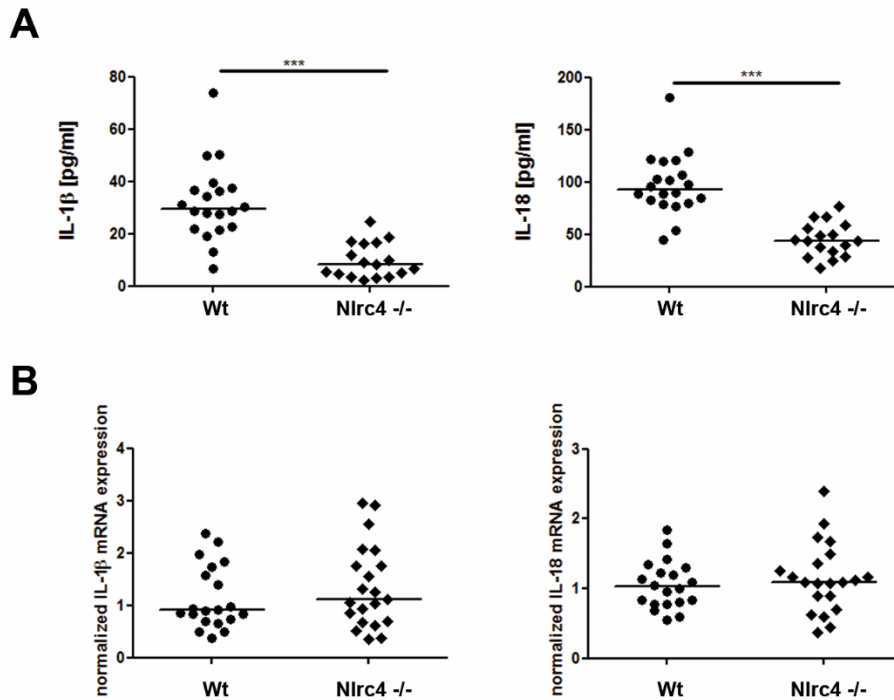 A
IL-1β [pg/ml]
80
60
40
20
0
***
Wt
Nlrc4 -/-
IL-18 [pg/ml]
200
150
100
50
0
***
Wt
Nlrc4 -/-
B
normalized IL-1β mRNA expression
4
3
2
1
0
Wt
Nlrc4 -/-
normalized IL-18 mRNA expression
3
2
1
0
Wt
Nlrc4 -/-